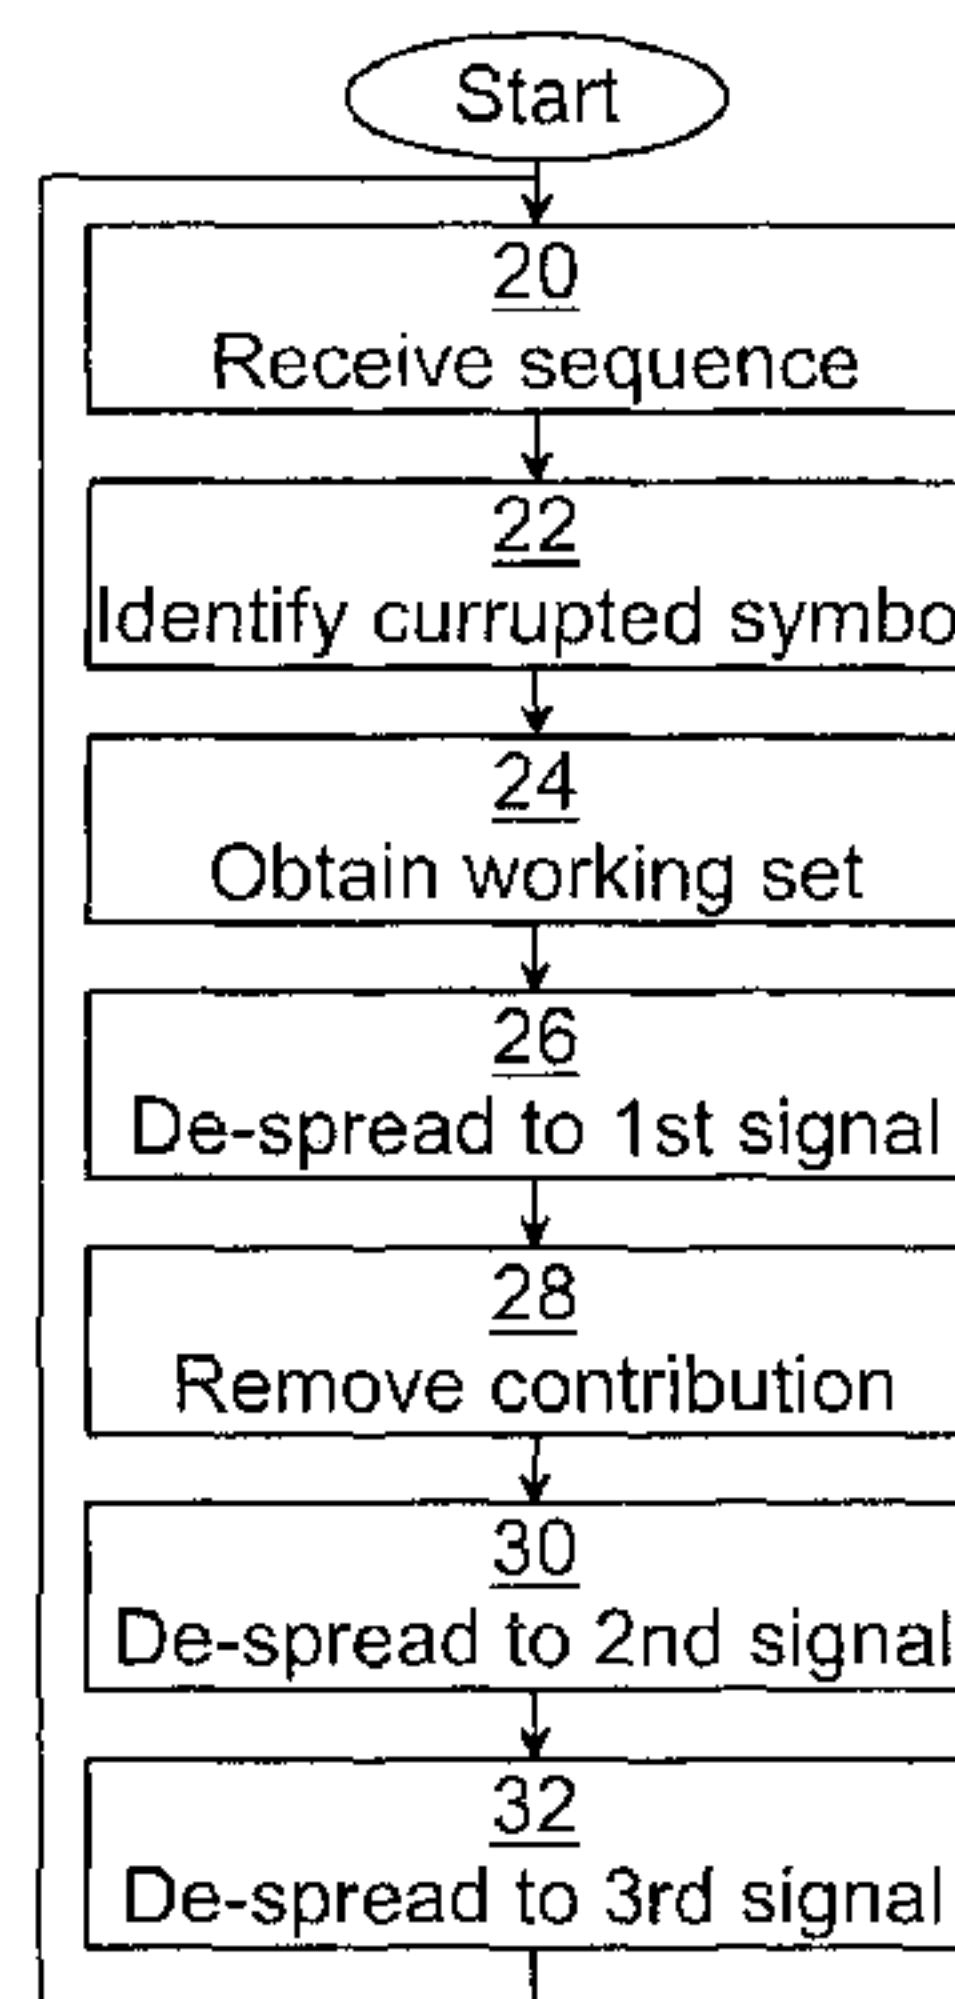 Start
20
Receive sequence
22
Identify currupted symbo
24
Obtain working set
26
De-spread to 1st signal
28
Remove contribution
30
De-spread to 2nd signal
32
De-spread to 3rd signal